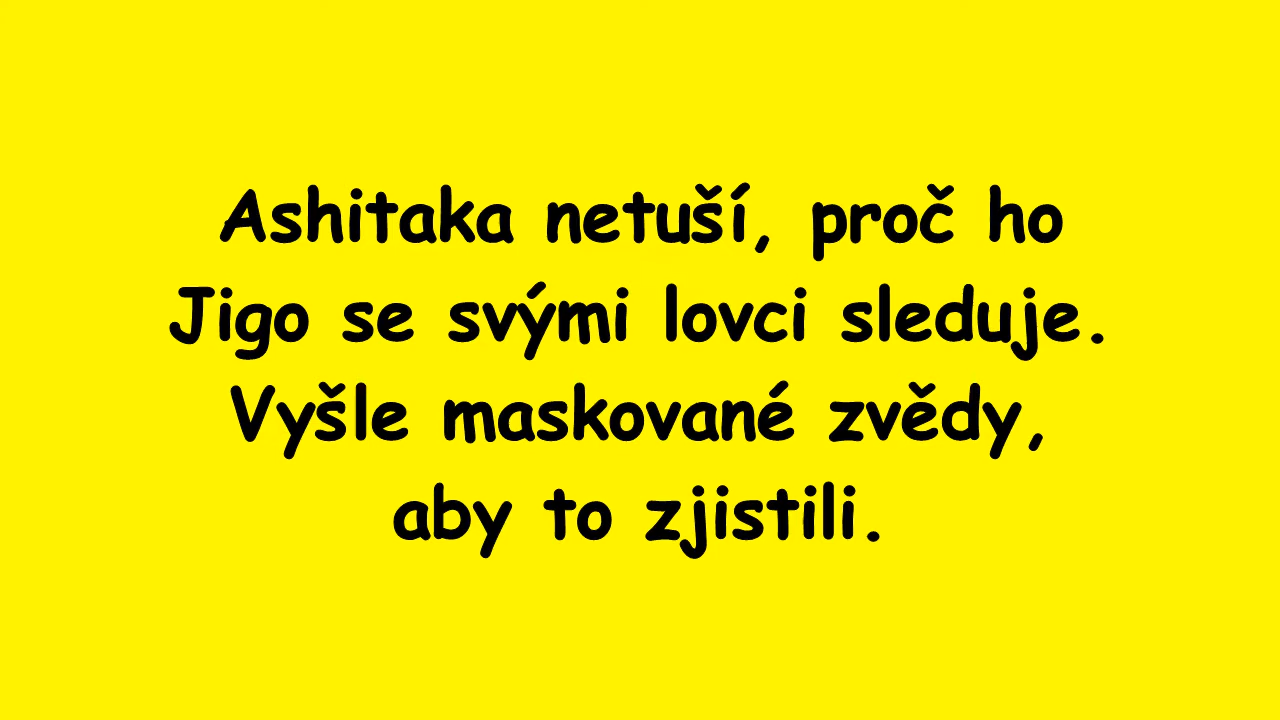 Ashitaka netuší, proč ho
Jigo se svými lovci sleduje.
Vyšle maskované zvědy,
aby to zjistili.